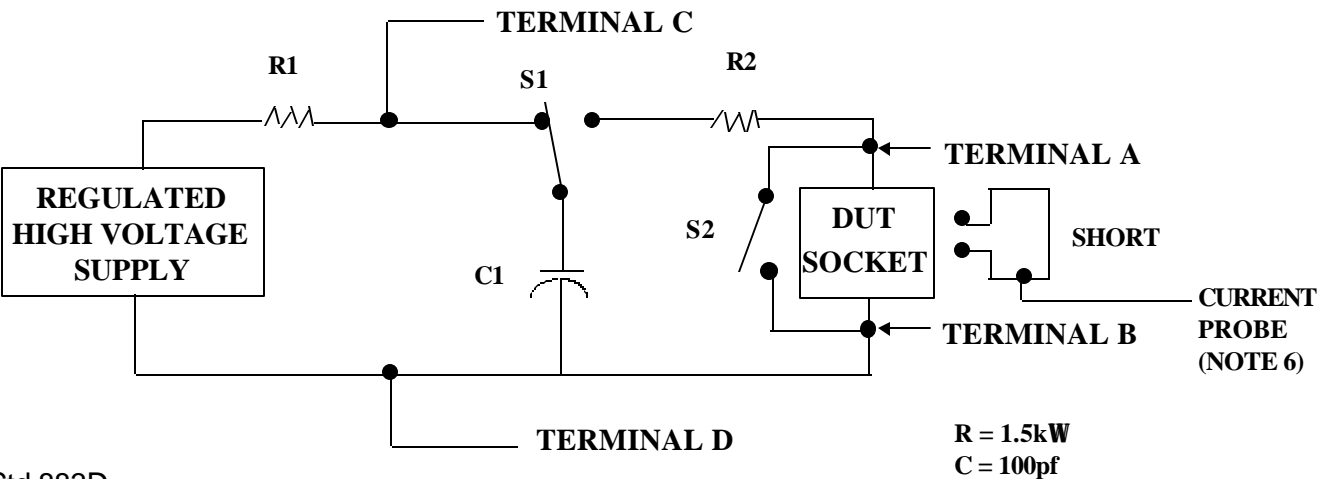 TERMINAL C
R1
S1
R2
TERMINAL A
REGULATED
HIGH VOLTAGE
SUPPLY
C1
S2
DUT
SOCKET
SHORT
CURRENT
PROBE
(NOTE 6)
TERMINAL B
TERMINAL D
R = 1.5kW
C = 100pf